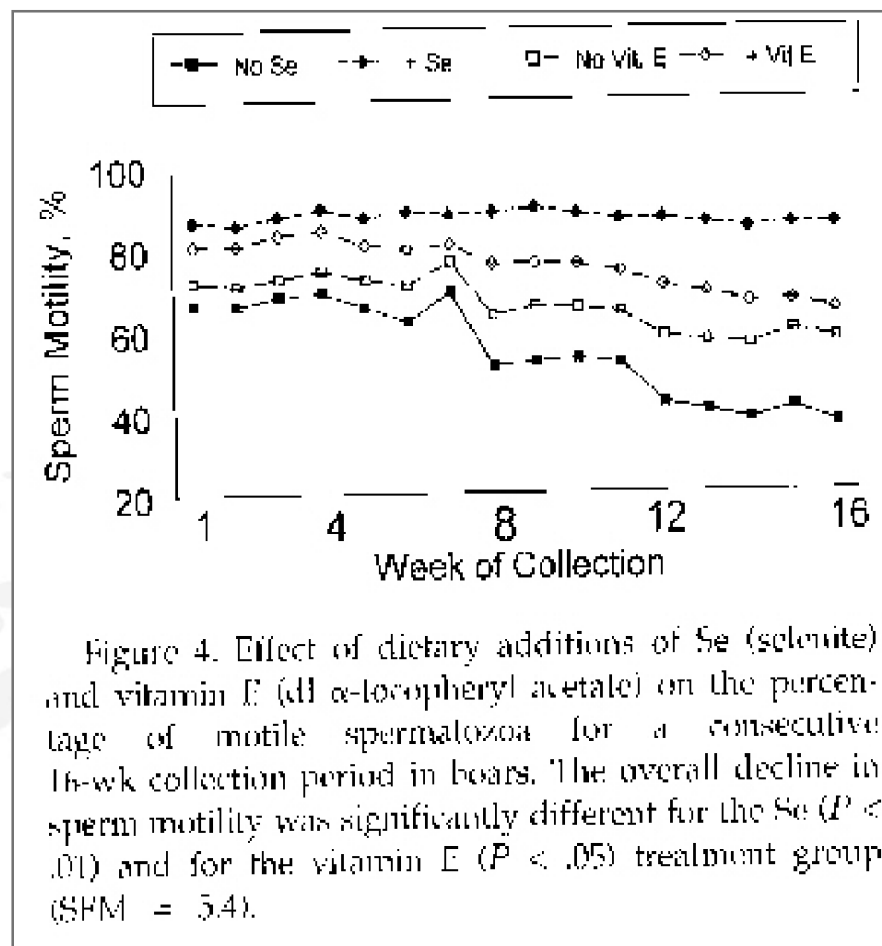 No Se + Se No Vit. E + Vit E
Sperm Motility, %
100
80
60
40
20
1 4 8 12 16
Week of Collection
Figure 4. Effect of dietary additions of Se (selenite)
and vitamin E (dl α-tocopheryl acetate) on the percen-
tage of motile spermatozoa for a consecutive
16-wk collection period in boars. The overall decline in
sperm motility was significantly different for the Se (P <
.01) and for the vitamin E (P < .05) treatment group
(SEM = 5.4).